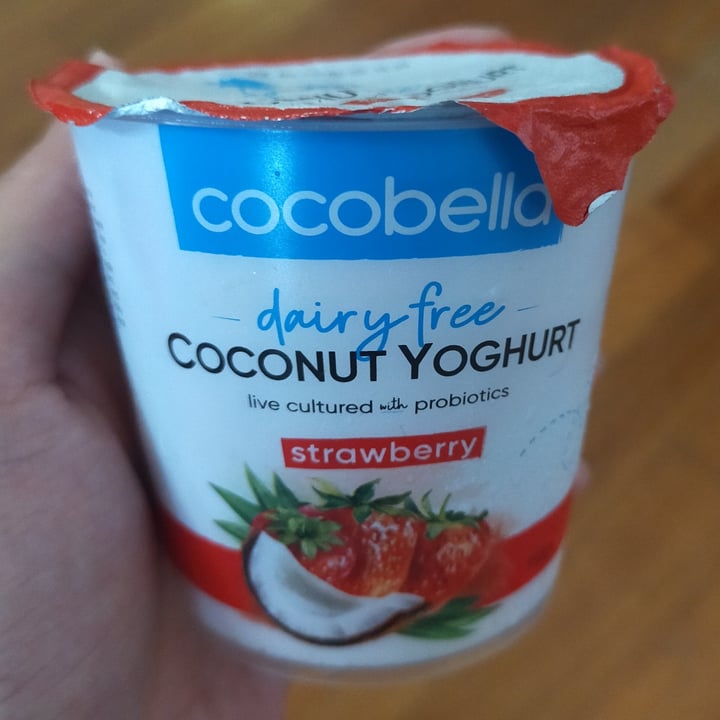 cocobella
dairy free
COCONUT YOGHURT
live cultured with probiotics
strawberry